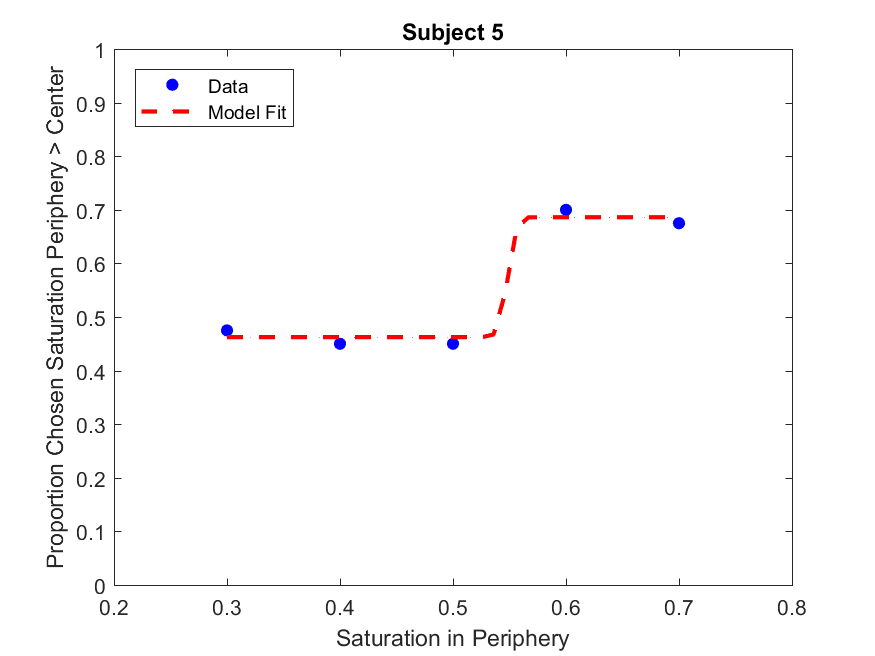 Subject 5
Data
Model Fit
Proportion Chosen Saturation Periphery > Center
1
0.9
0.8
0.7
0.6
0.5
0.4
0.3
0.2
0.1
0
0.2 0.3 0.4 0.5 0.6 0.7 0.8
Saturation in Periphery